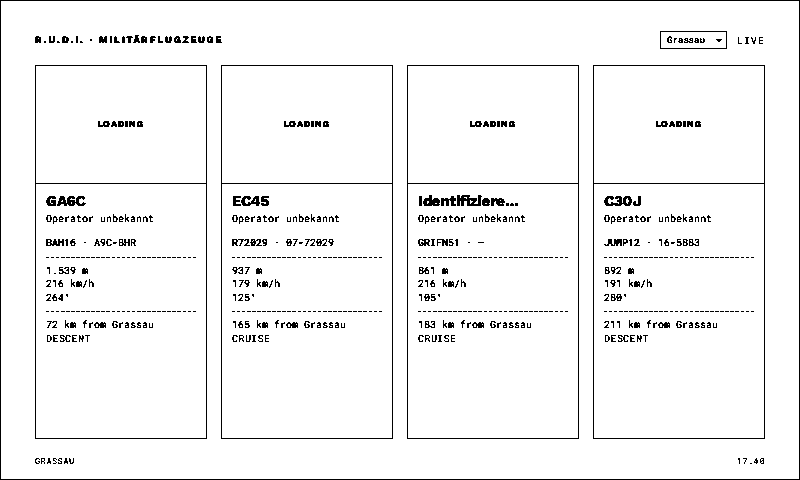 R.U.D.I. · MILITÄRFLUGZEUGE
Grassau
LIVE
LOADING
GA6C
Operator unbekannt
BAH16 · A9C-BHR
1.539 m
216 km/h
264°
72 km from Grassau
DESCENT
LOADING
EC45
Operator unbekannt
R72029 · 07-72029
937 m
179 km/h
125°
165 km from Grassau
CRUISE
LOADING
Identifiziere...
Operator unbekannt
GRIFN51 · —
861 m
216 km/h
105°
183 km from Grassau
CRUISE
LOADING
C30J
Operator unbekannt
JUMP12 · 16-5883
892 m
191 km/h
280°
211 km from Grassau
DESCENT
GRASSAU
17.40